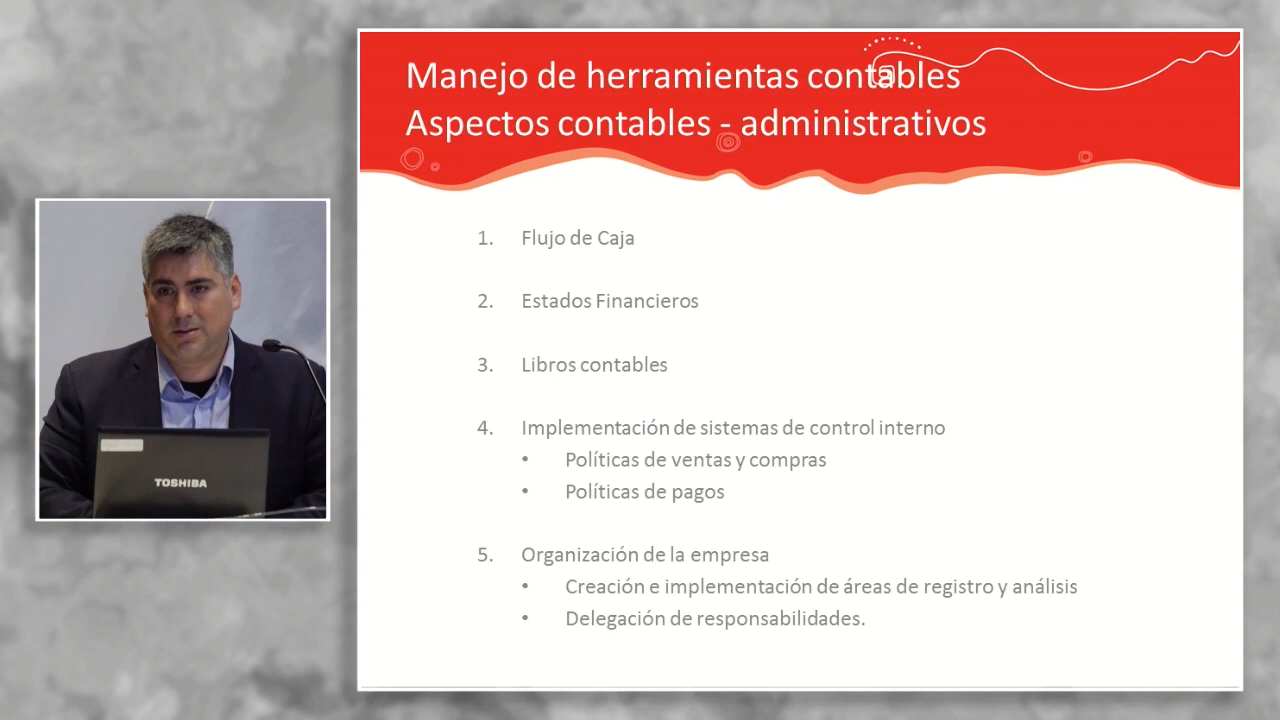 Manejo de herramientas contables
Aspectos contables - administrativos
1. Flujo de Caja
2. Estados Financieros
3. Libros contables
4. Implementación de sistemas de control interno
• Políticas de ventas y compras
• Políticas de pagos
5. Organización de la empresa
• Creación e implementación de áreas de registro y análisis
• Delegación de responsabilidades.
TOSHIBA